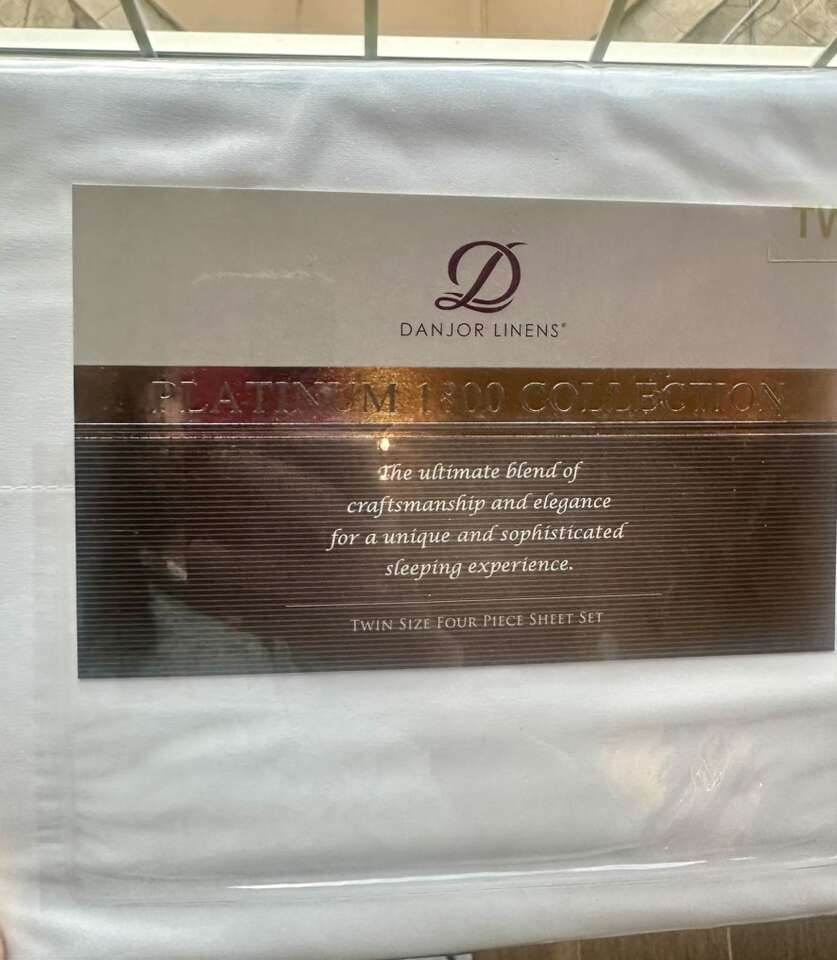 TW
D
DANJOR LINENS®
PLATINUM 1800 COLLECTION
The ultimate blend of
craftsmanship and elegance
for a unique and sophisticated
sleeping experience.
TWIN SIZE FOUR PIECE SHEET SET